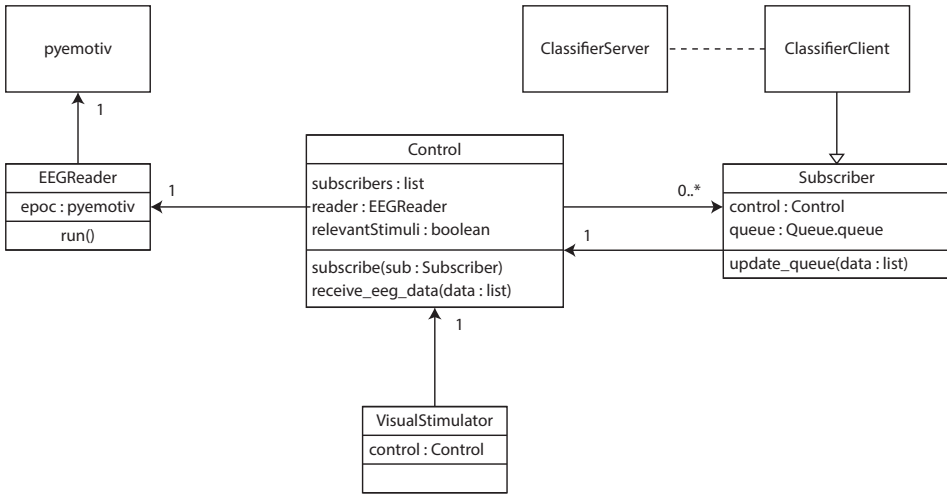 pyemotiv
ClassifierServer
ClassifierClient
1
EEGReader
epoc : pyemotiv
run()
1
Control
subscribers : list
reader : EEGReader
relevantStimuli : boolean
subscribe(sub : Subscriber)
receive_eeg_data(data : list)
0..*
1
Subscriber
control : Control
queue : Queue.queue
update_queue(data : list)
1
VisualStimulator
control : Control